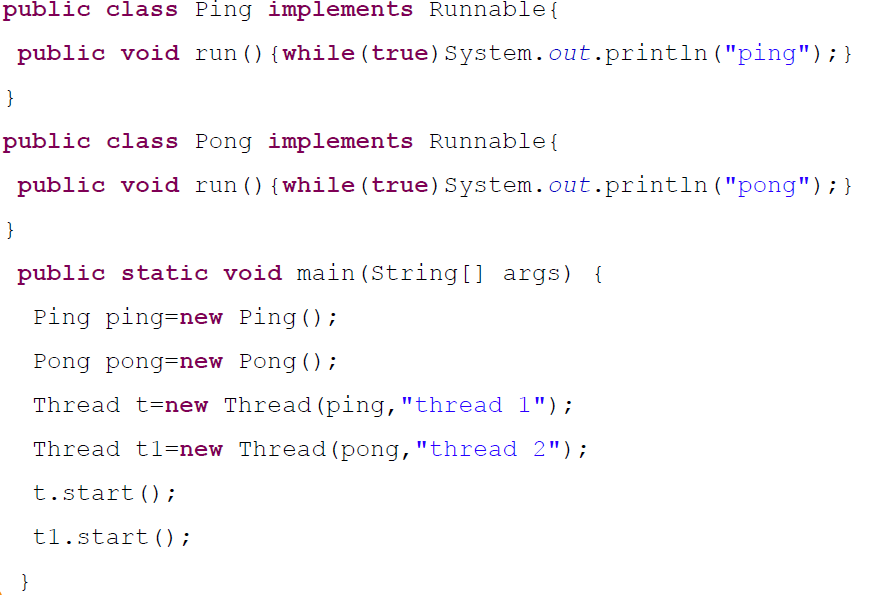 public class Ping implements Runnable{
public void run(){while(true)System.out.println("ping");}
}
public class Pong implements Runnable{
public void run(){while(true)System.out.println("pong");}
}
public static void main(String[] args) {
Ping ping=new Ping();
Pong pong=new Pong();
Thread t=new Thread(ping,"thread 1");
Thread t1=new Thread(pong,"thread 2");
t.start();
t1.start();
}